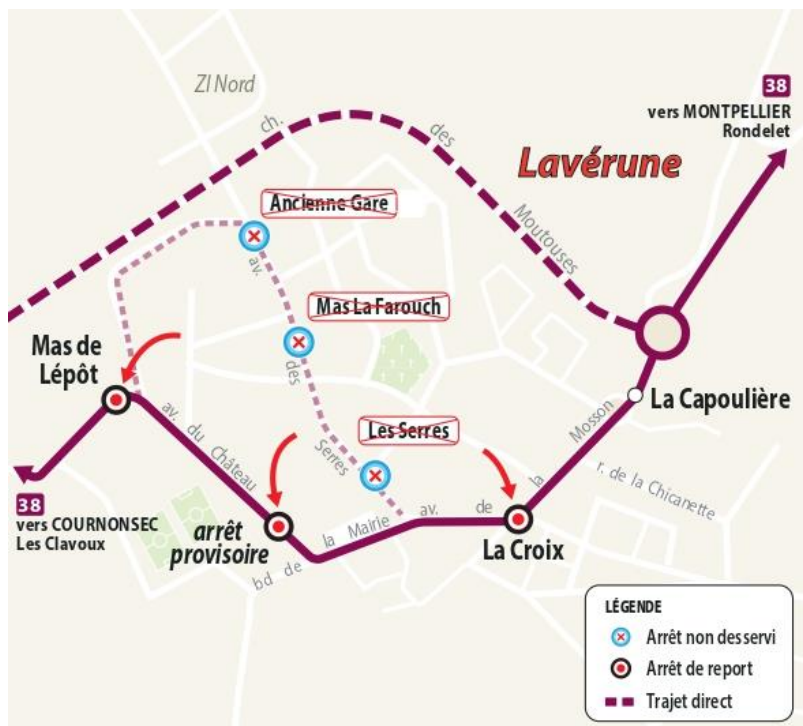 ZI Nord
38
vers MONTPELLIER
Rondelet
ch.
des
Moutouses
Lavérune
Ancienne Gare
av.
Mas La Farouch
des
Mas de
Lépôt
Serres
Les Serres
La Capoulière
av. du Château
Mosson
la
de
av.
r. de la Chicanette
38
vers COURNONSEC
Les Clavoux
arrêt
provisoire
bd de la Mairie
La Croix
LÉGENDE
Arrêt non desservi
Arrêt de report
Trajet direct